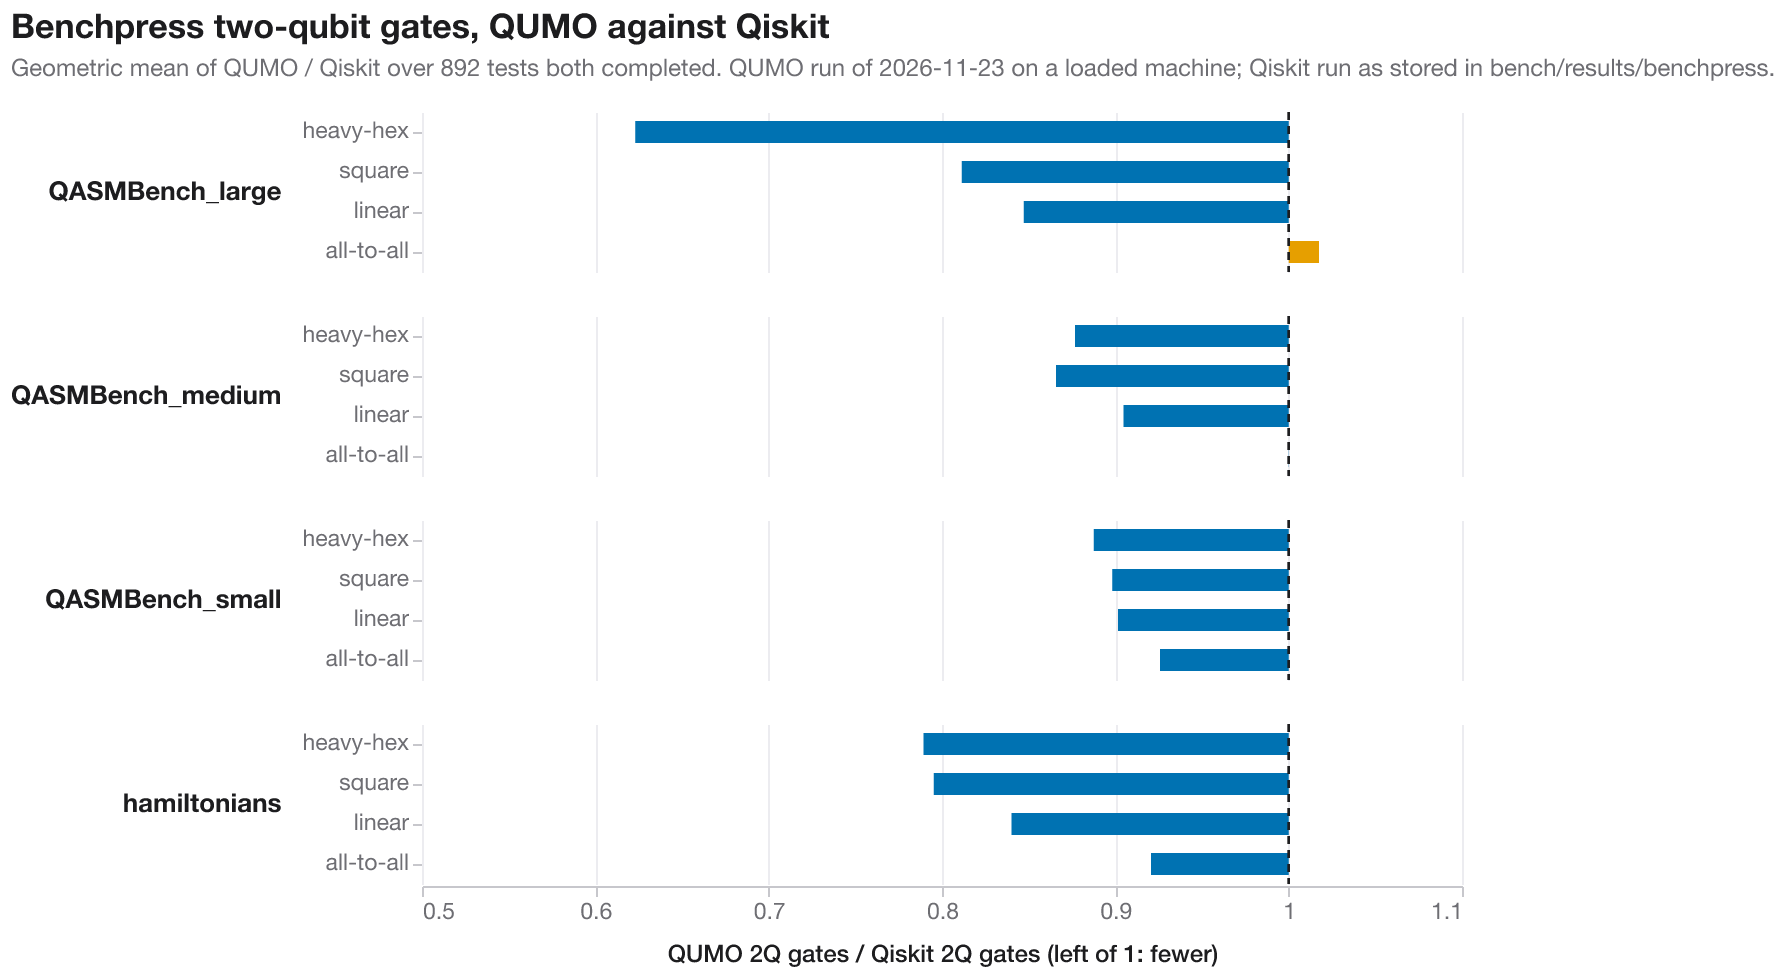 Benchpress two-qubit gates, QUMO against Qiskit
Geometric mean of QUMO / Qiskit over 892 tests both completed. QUMO run of 2026-11-23 on a loaded machine; Qiskit run as stored in bench/results/benchpress.
QASMBench_large
heavy-hex
square
linear
all-to-all
QASMBench_medium
heavy-hex
square
linear
all-to-all
QASMBench_small
heavy-hex
square
linear
all-to-all
hamiltonians
heavy-hex
square
linear
all-to-all
0.5 0.6 0.7 0.8 0.9 1 1.1
QUMO 2Q gates / Qiskit 2Q gates (left of 1: fewer)